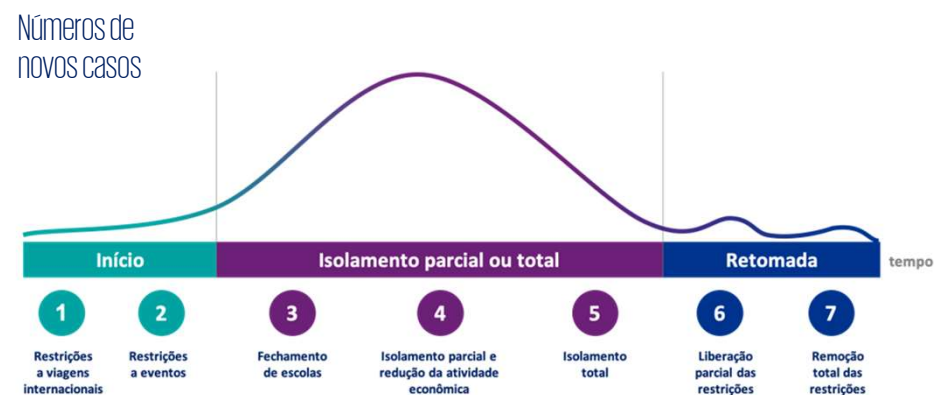 Números de
novos casos
Início
Isolamento parcial ou total
Retomada
tempo
1
2
3
4
5
6
7
Restrições
a viagens
internacionais
Restrições
a eventos
Fechamento
de escolas
Isolamento parcial e
redução da atividade
econômica
Isolamento
total
Liberação
parcial das
restrições
Remoção
total das
restrições